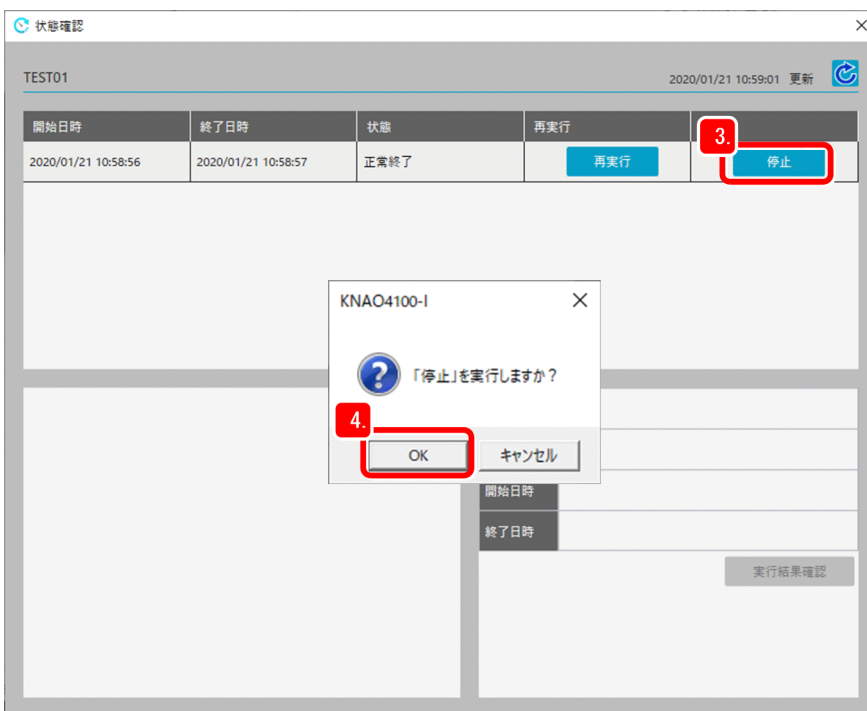 状態確認
TEST01
2020/01/21 10:59:01 更新
開始日時 終了日時 状態 再実行
3.
2020/01/21 10:58:56 2020/01/21 10:58:57 正常終了 再実行 停止
KNAO4100-I
「停止」を実行しますか？
4.
OK キャンセル
開始日時
終了日時
実行結果確認